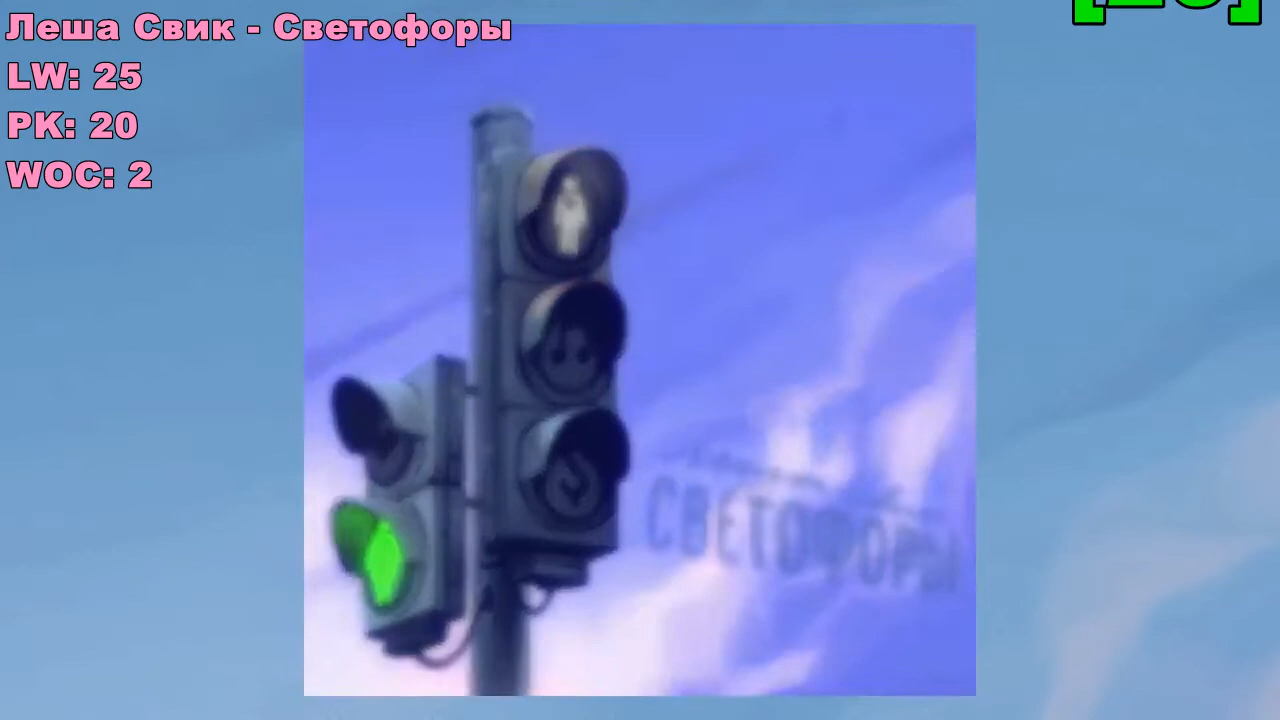 Леша Свик - Светофоры
LW: 25
PK: 20
WOC: 2
СВЕТОФОРЫ